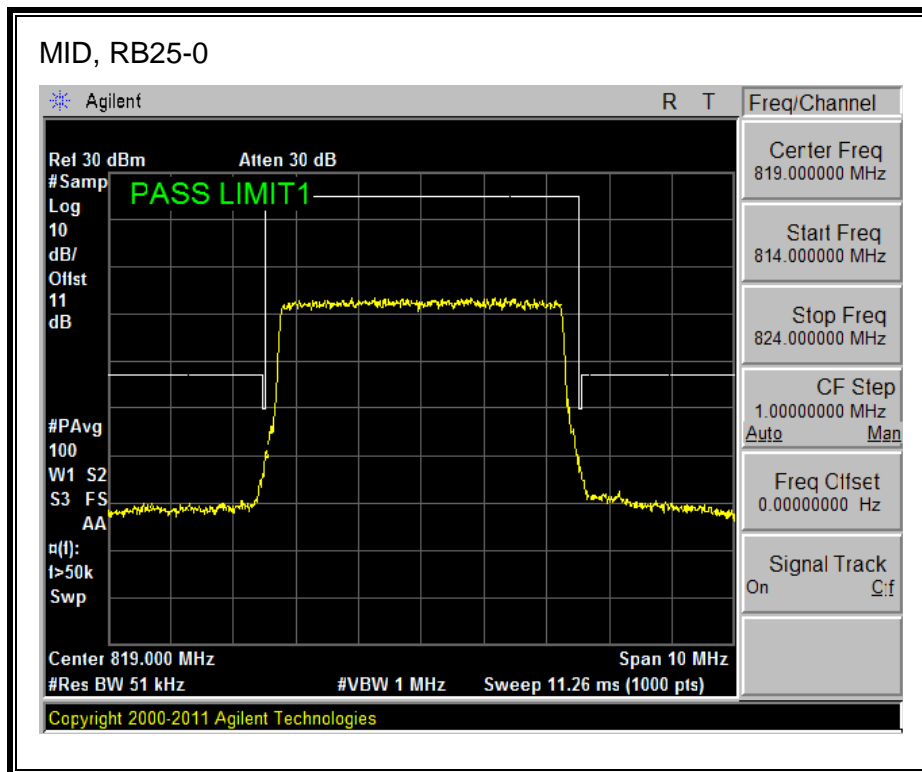 MID, RB25-0
Agilent R T
Freq/Channel
Ref 30 dBm Atten 30 dB
#Samp
Log
10
dB/
Offst
11
dB
PASS LIMIT1
#PAvg
100
W1 S2
S3 FS
AA
¤(f):
f>50k
Swp
Center 819.000 MHz Span 10 MHz
#Res BW 51 kHz #VBW 1 MHz Sweep 11.26 ms (1000 pts)
Copyright 2000-2011 Agilent Technologies
Center Freq
819.000000 MHz
Start Freq
814.000000 MHz
Stop Freq
824.000000 MHz
CF Step
1.00000000 MHz
Auto Man
Freq Offset
0.00000000 Hz
Signal Track
On Off